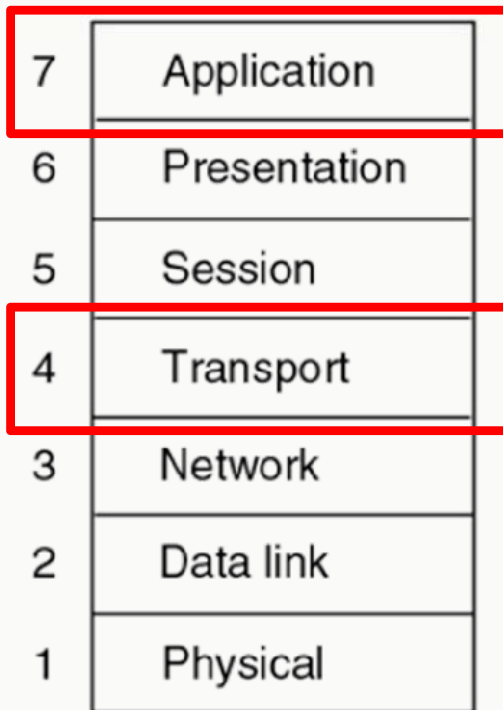 7 Application
6 Presentation
5 Session
4 Transport
3 Network
2 Data link
1 Physical